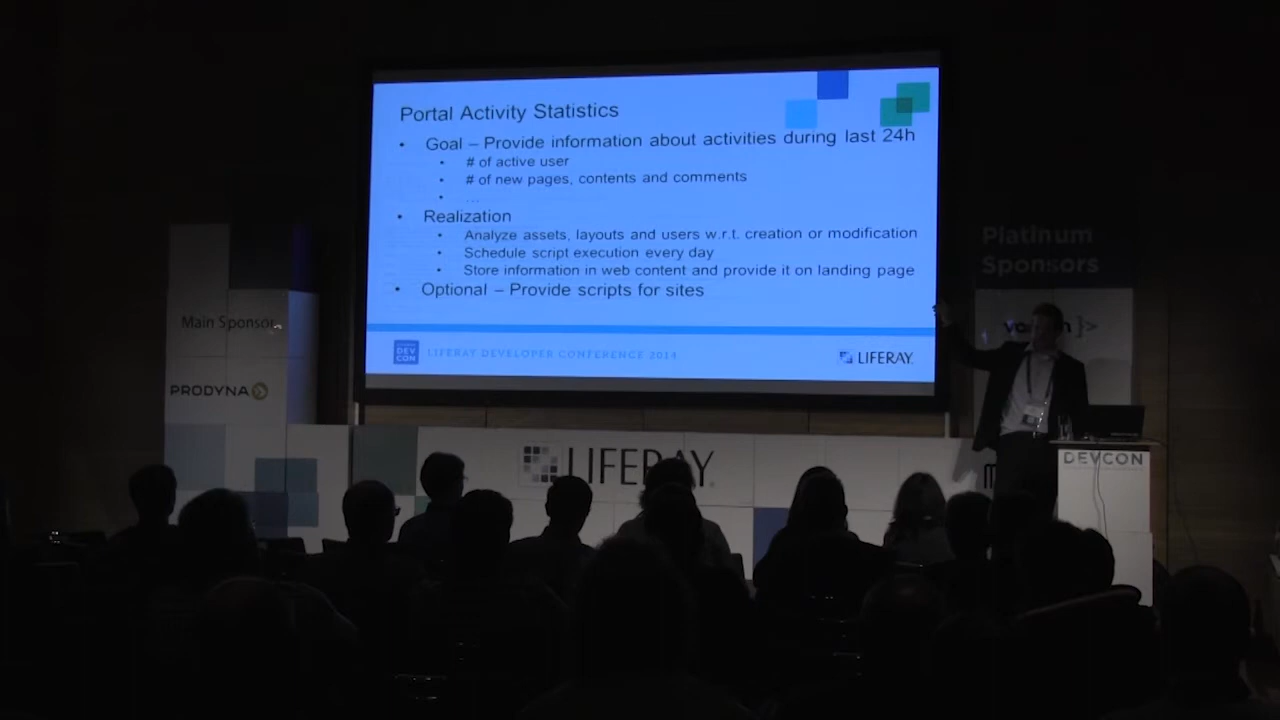 Portal Activity Statistics
• Goal – Provide information about activities during last 24h
• # of active user
• # of new pages, contents and comments
• ...
• Realization
• Analyze assets, layouts and users w.r.t. creation or modification
• Schedule script execution every day
• Store information in web content and provide it on landing page
• Optional – Provide scripts for sites
DEV
CON
LIFERAY DEVELOPER CONFERENCE 2014
LIFERAY.
Platinum
Sponsors
Main Sponsor
PRODYNA
LIFERAY.
DEVCON